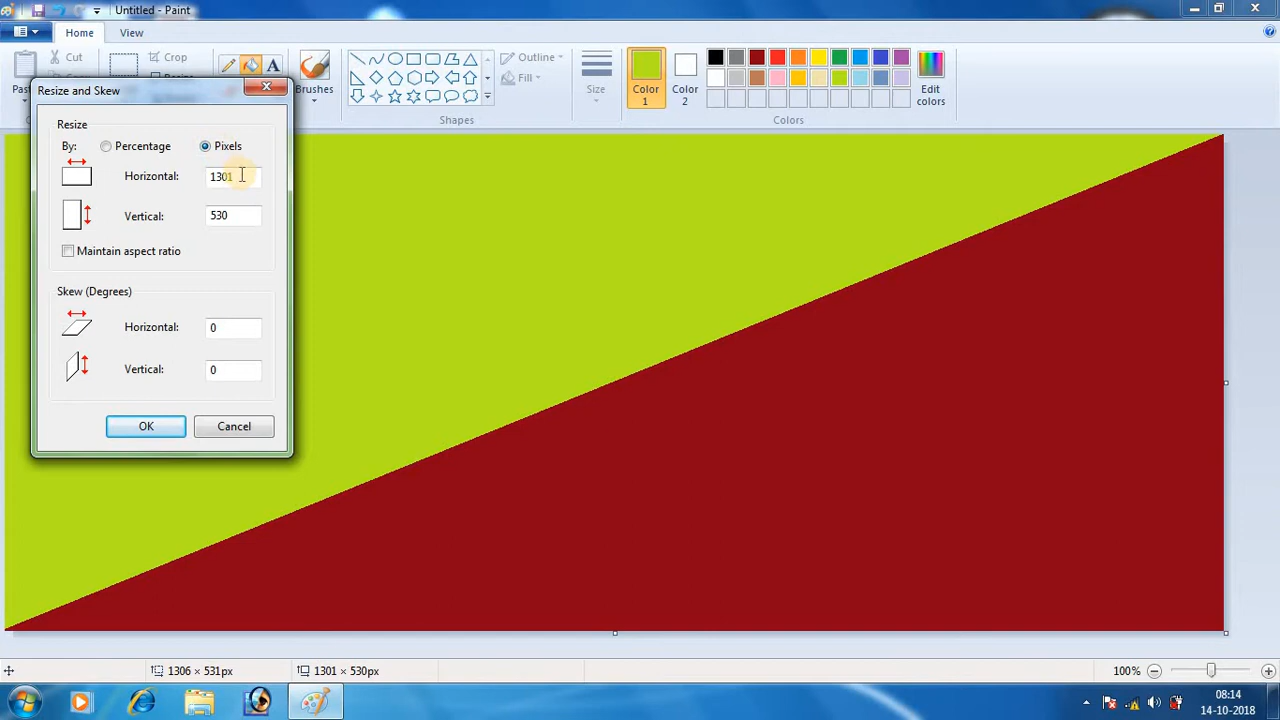 Untitled - Paint
Home
View
Cut
Crop
Brushes
Outline
Fill
Shapes
Size
Color 1
Color 2
Edit colors
Colors
Resize and Skew
Resize
By:
Percentage
Pixels
Horizontal:
1301
Vertical:
530
Maintain aspect ratio
Skew (Degrees)
Horizontal:
0
Vertical:
0
OK
Cancel
1306 × 531px
1301 × 530px
100%
08:14
14-10-2018